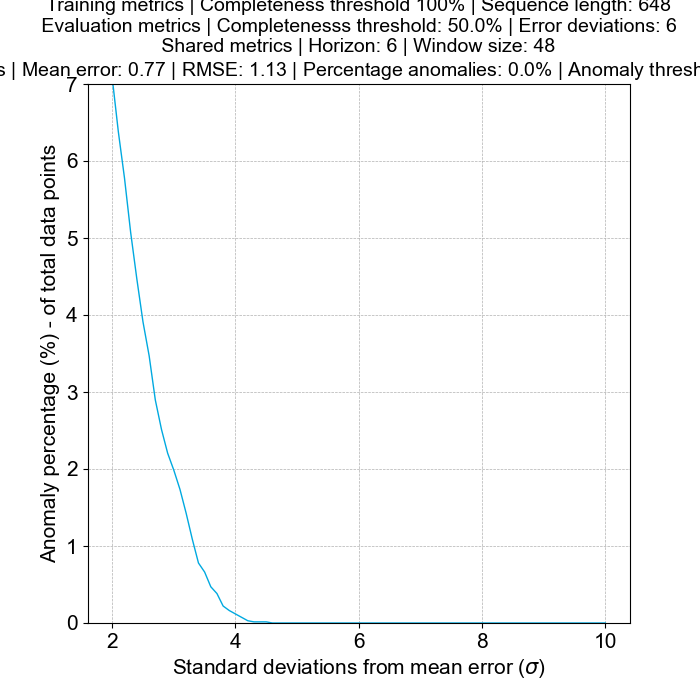 Training metrics | Completeness threshold 100% | Sequence length: 648
Evaluation metrics | Completenesss threshold: 50.0% | Error deviations: 6
Shared metrics | Horizon: 6 | Window size: 48
s | Mean error: 0.77 | RMSE: 1.13 | Percentage anomalies: 0.0% | Anomaly thresh
7
6
5
4
3
2
1
0
Anomaly percentage (%) - of total data points
2 4 6 8 10
Standard deviations from mean error (σ)